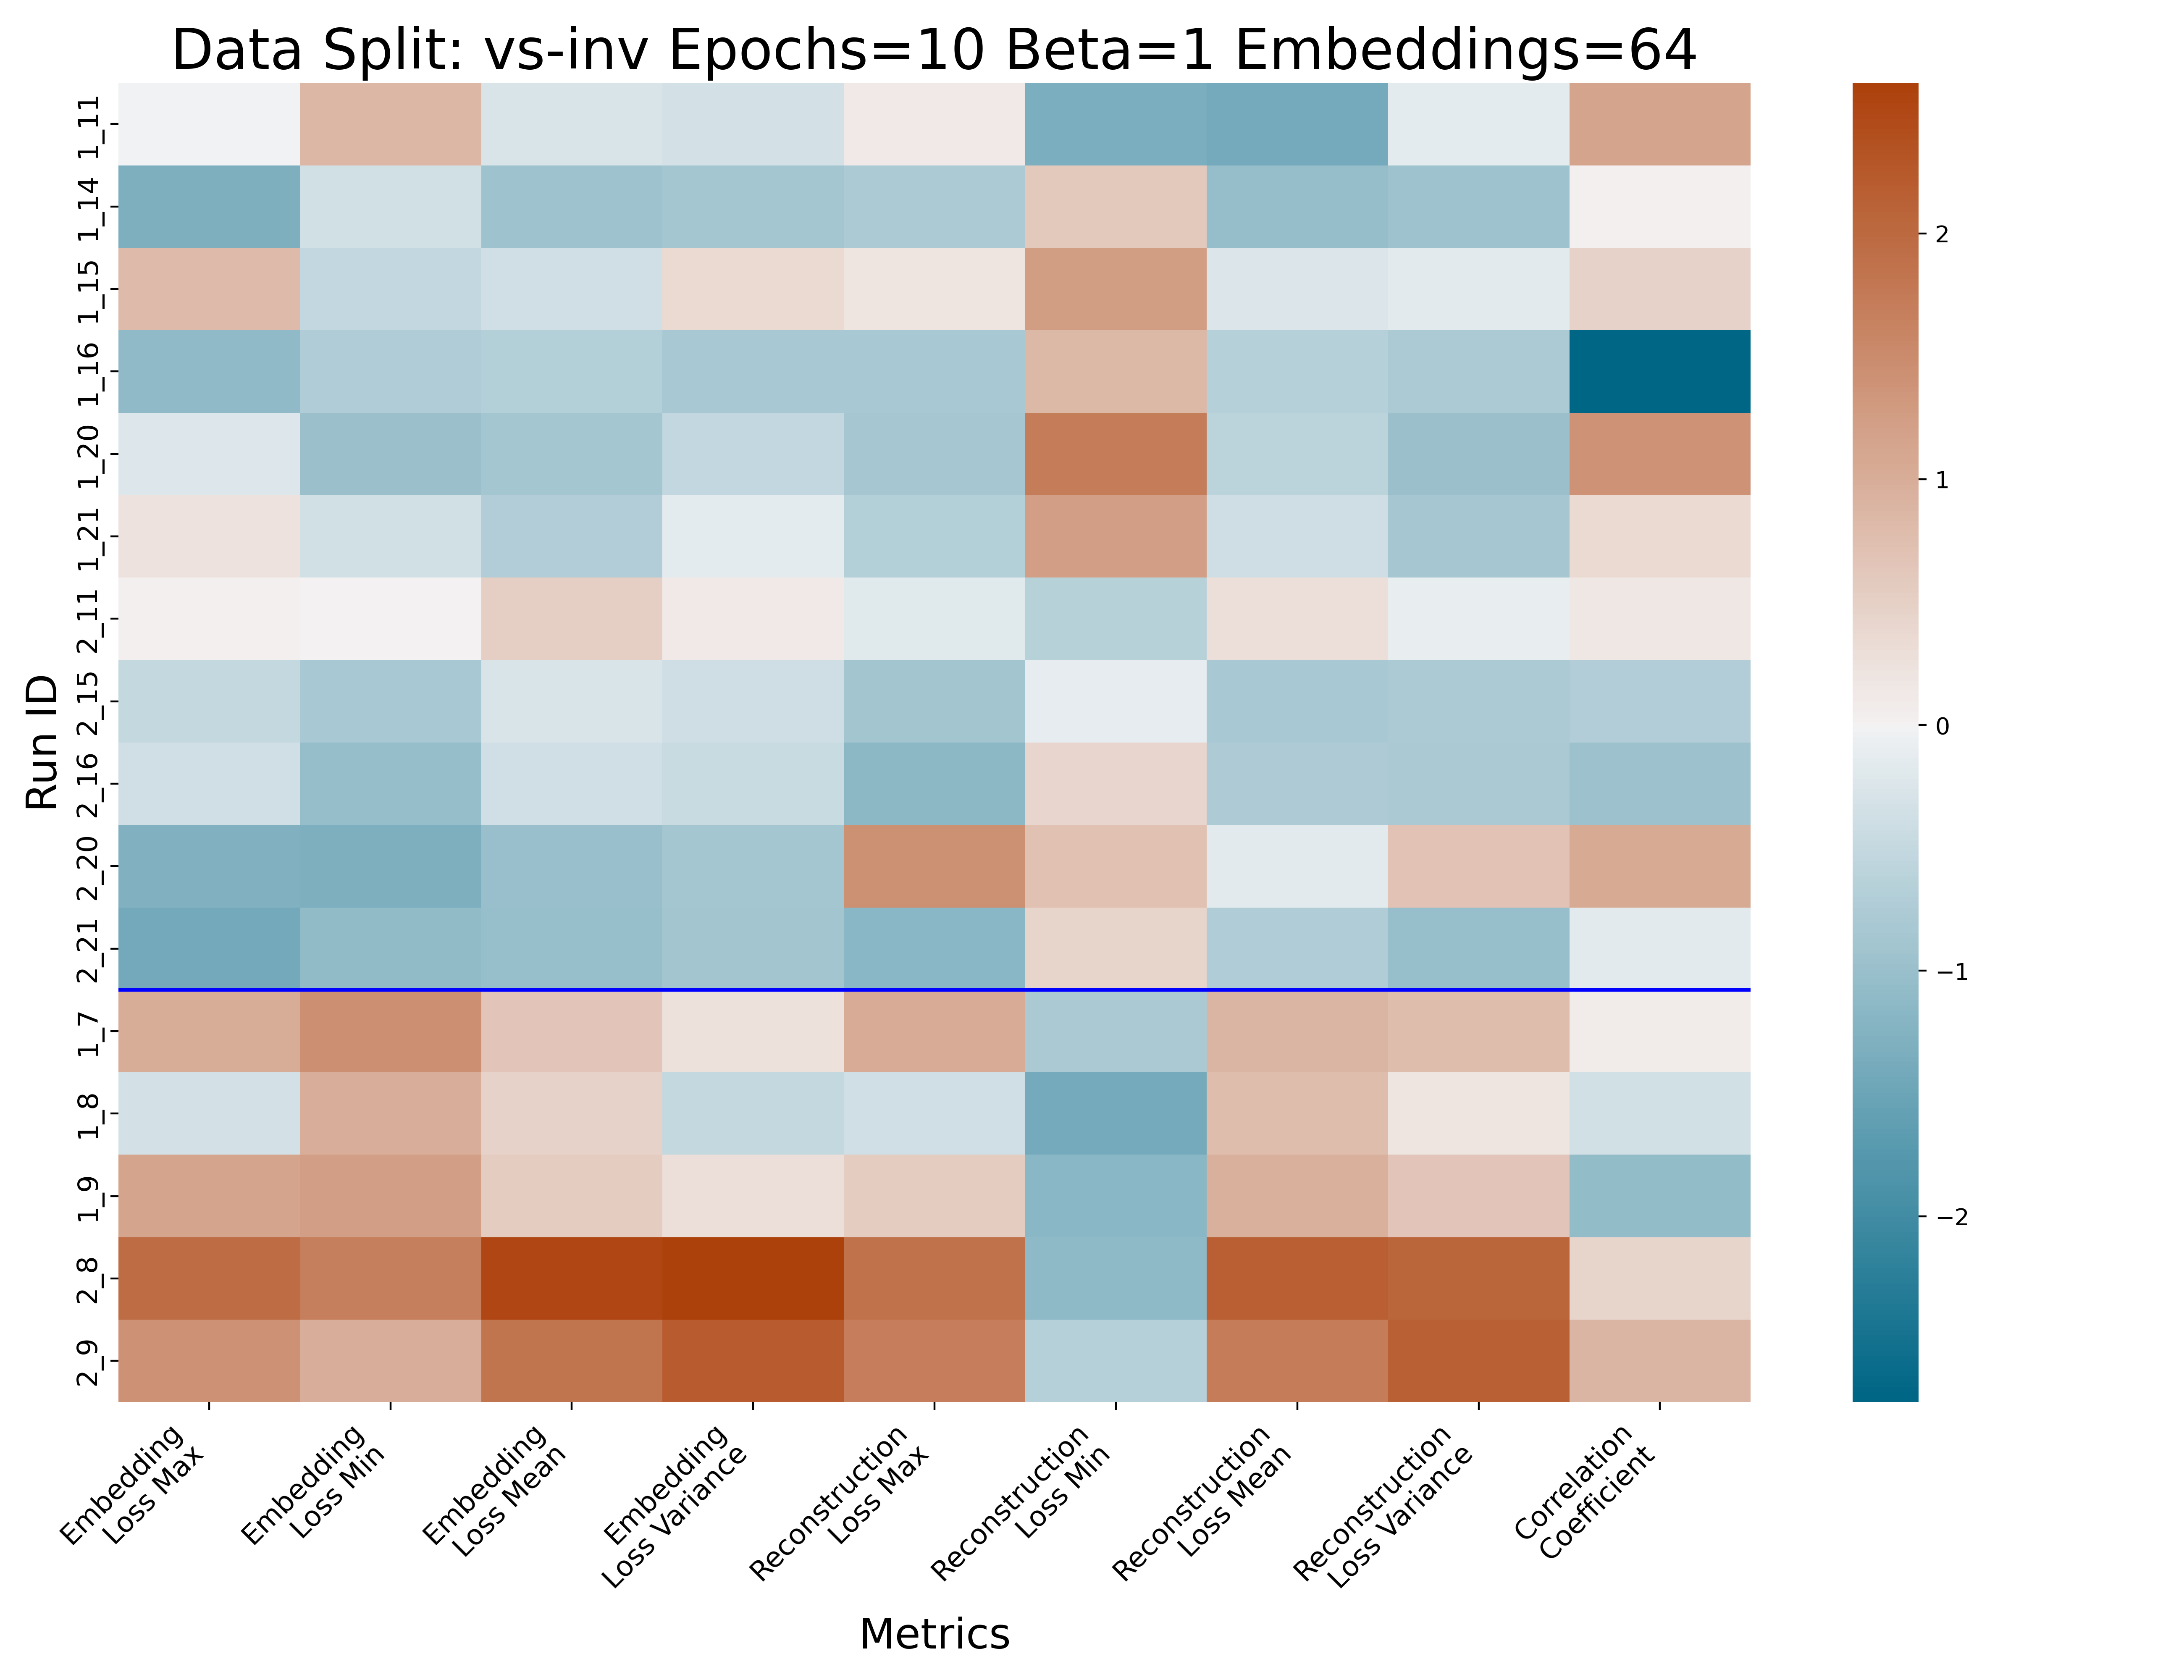 Data Split: vs-inv Epochs=10 Beta=1 Embeddings=64
Run ID
1_11
1_14
1_15
1_16
1_20
1_21
2_11
2_15
2_16
2_20
2_21
1_7
1_8
1_9
2_8
2_9
Embedding
Loss Max
Embedding
Loss Min
Embedding
Loss Mean
Embedding
Loss Variance
Reconstruction
Loss Max
Reconstruction
Loss Min
Reconstruction
Loss Mean
Reconstruction
Loss Variance
Correlation
Coefficient
Metrics
2
1
0
−1
−2